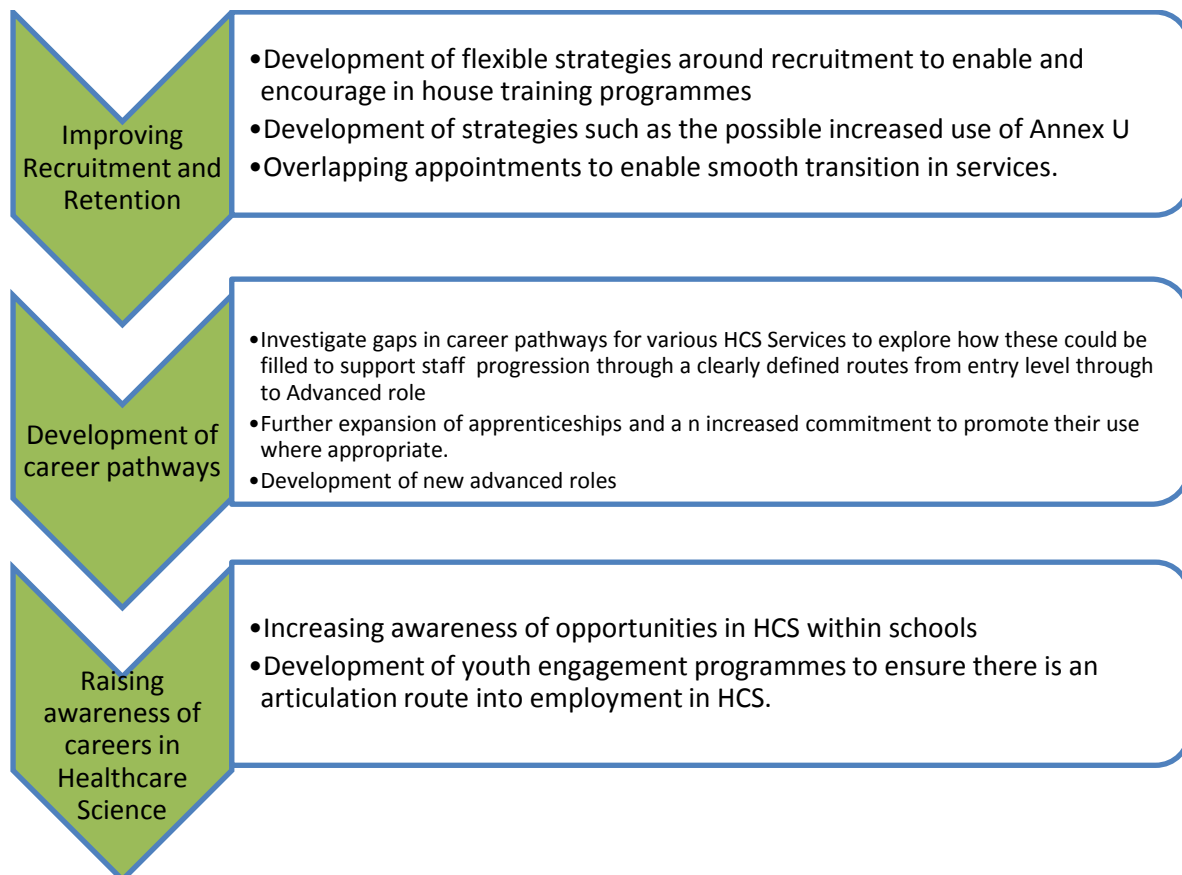 Improving
Recruitment and
Retention
•Development of flexible strategies around recruitment to enable and
encourage in house training programmes
•Development of strategies such as the possible increased use of Annex U
•Overlapping appointments to enable smooth transition in services.
Development of
career pathways
•Investigate gaps in career pathways for various HCS Services to explore how these could be
filled to support staff progression through a clearly defined routes from entry level through
to Advanced role
•Further expansion of apprenticeships and a n increased commitment to promote their use
where appropriate.
•Development of new advanced roles
Raising
awareness of
careers in
Healthcare
Science
•Increasing awareness of opportunities in HCS within schools
•Development of youth engagement programmes to ensure there is an
articulation route into employment in HCS.